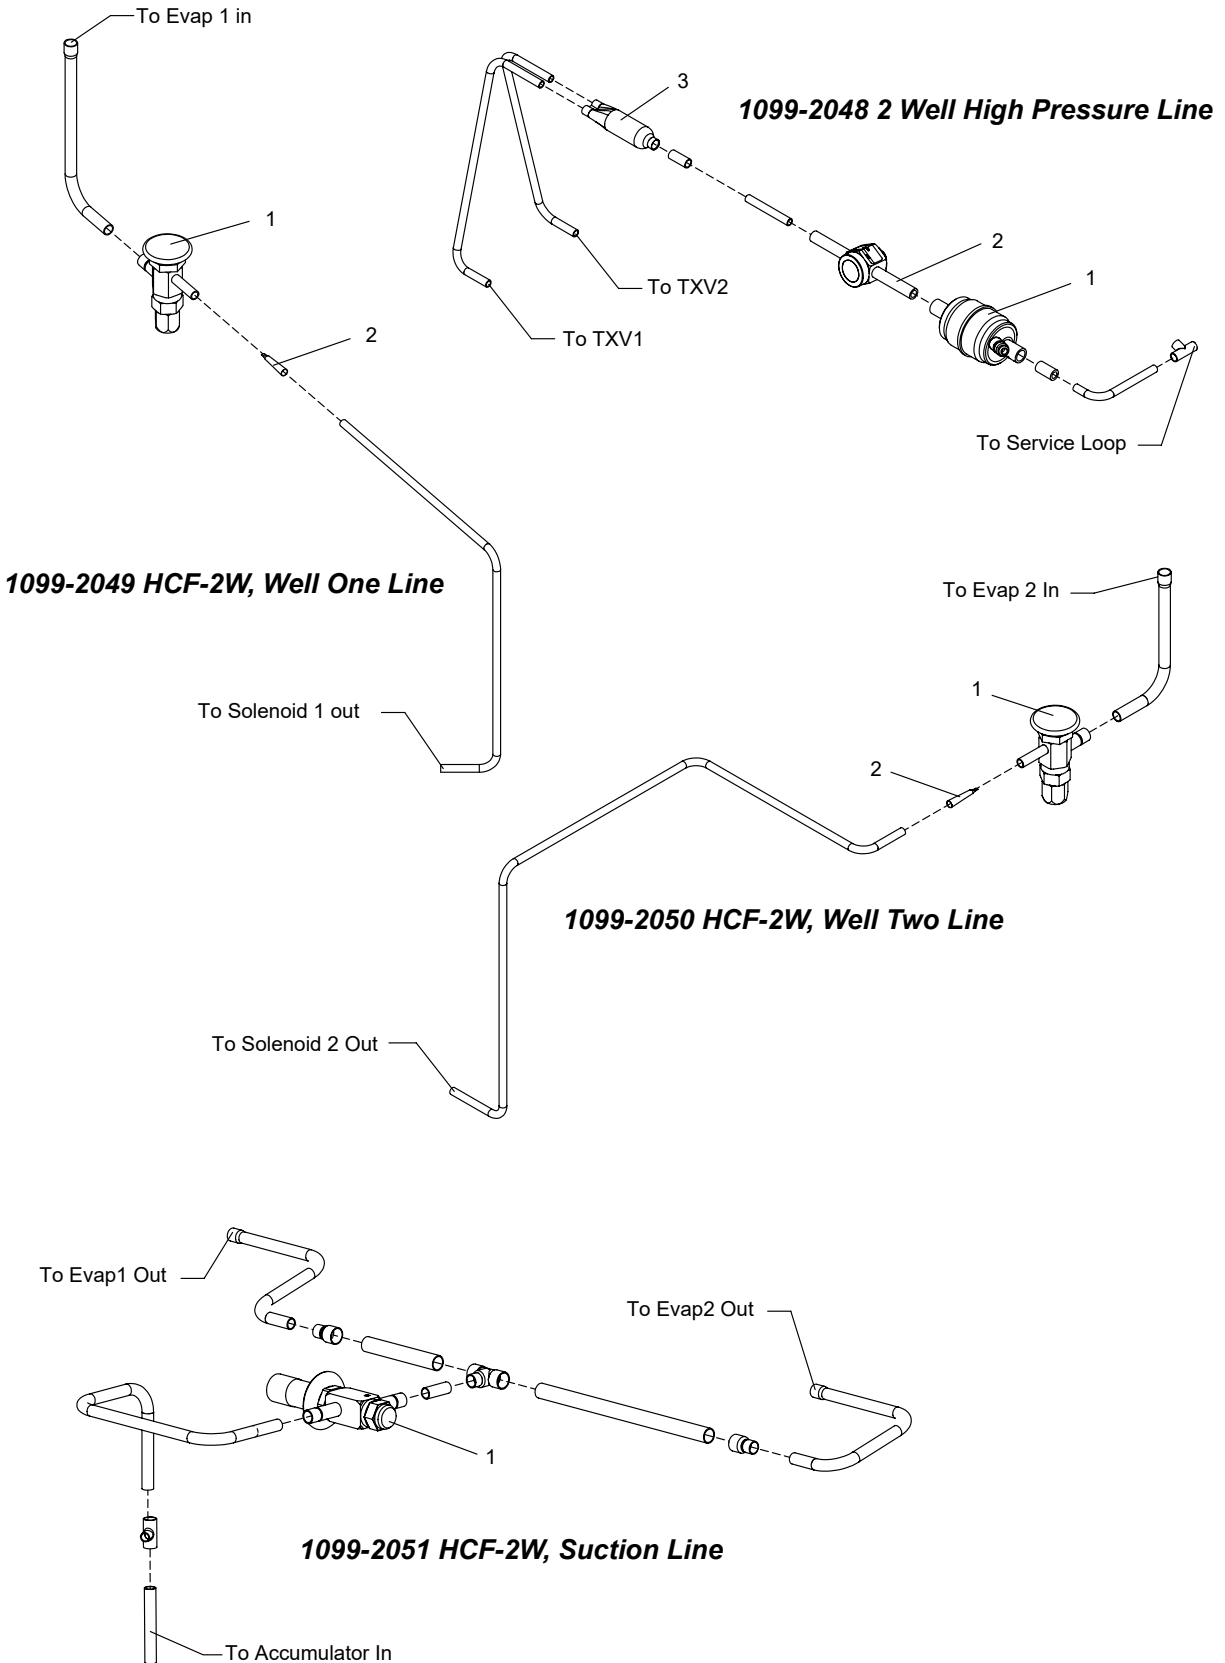 To Evap 1 in
3
1099-2048 2 Well High Pressure Line
1
2
1
To TXV2
To TXV1
2
To Service Loop
1099-2049 HCF-2W, Well One Line
To Evap 2 In
1
To Solenoid 1 out
2
1099-2050 HCF-2W, Well Two Line
To Solenoid 2 Out
To Evap1 Out
To Evap2 Out
1
1099-2051 HCF-2W, Suction Line
To Accumulator In